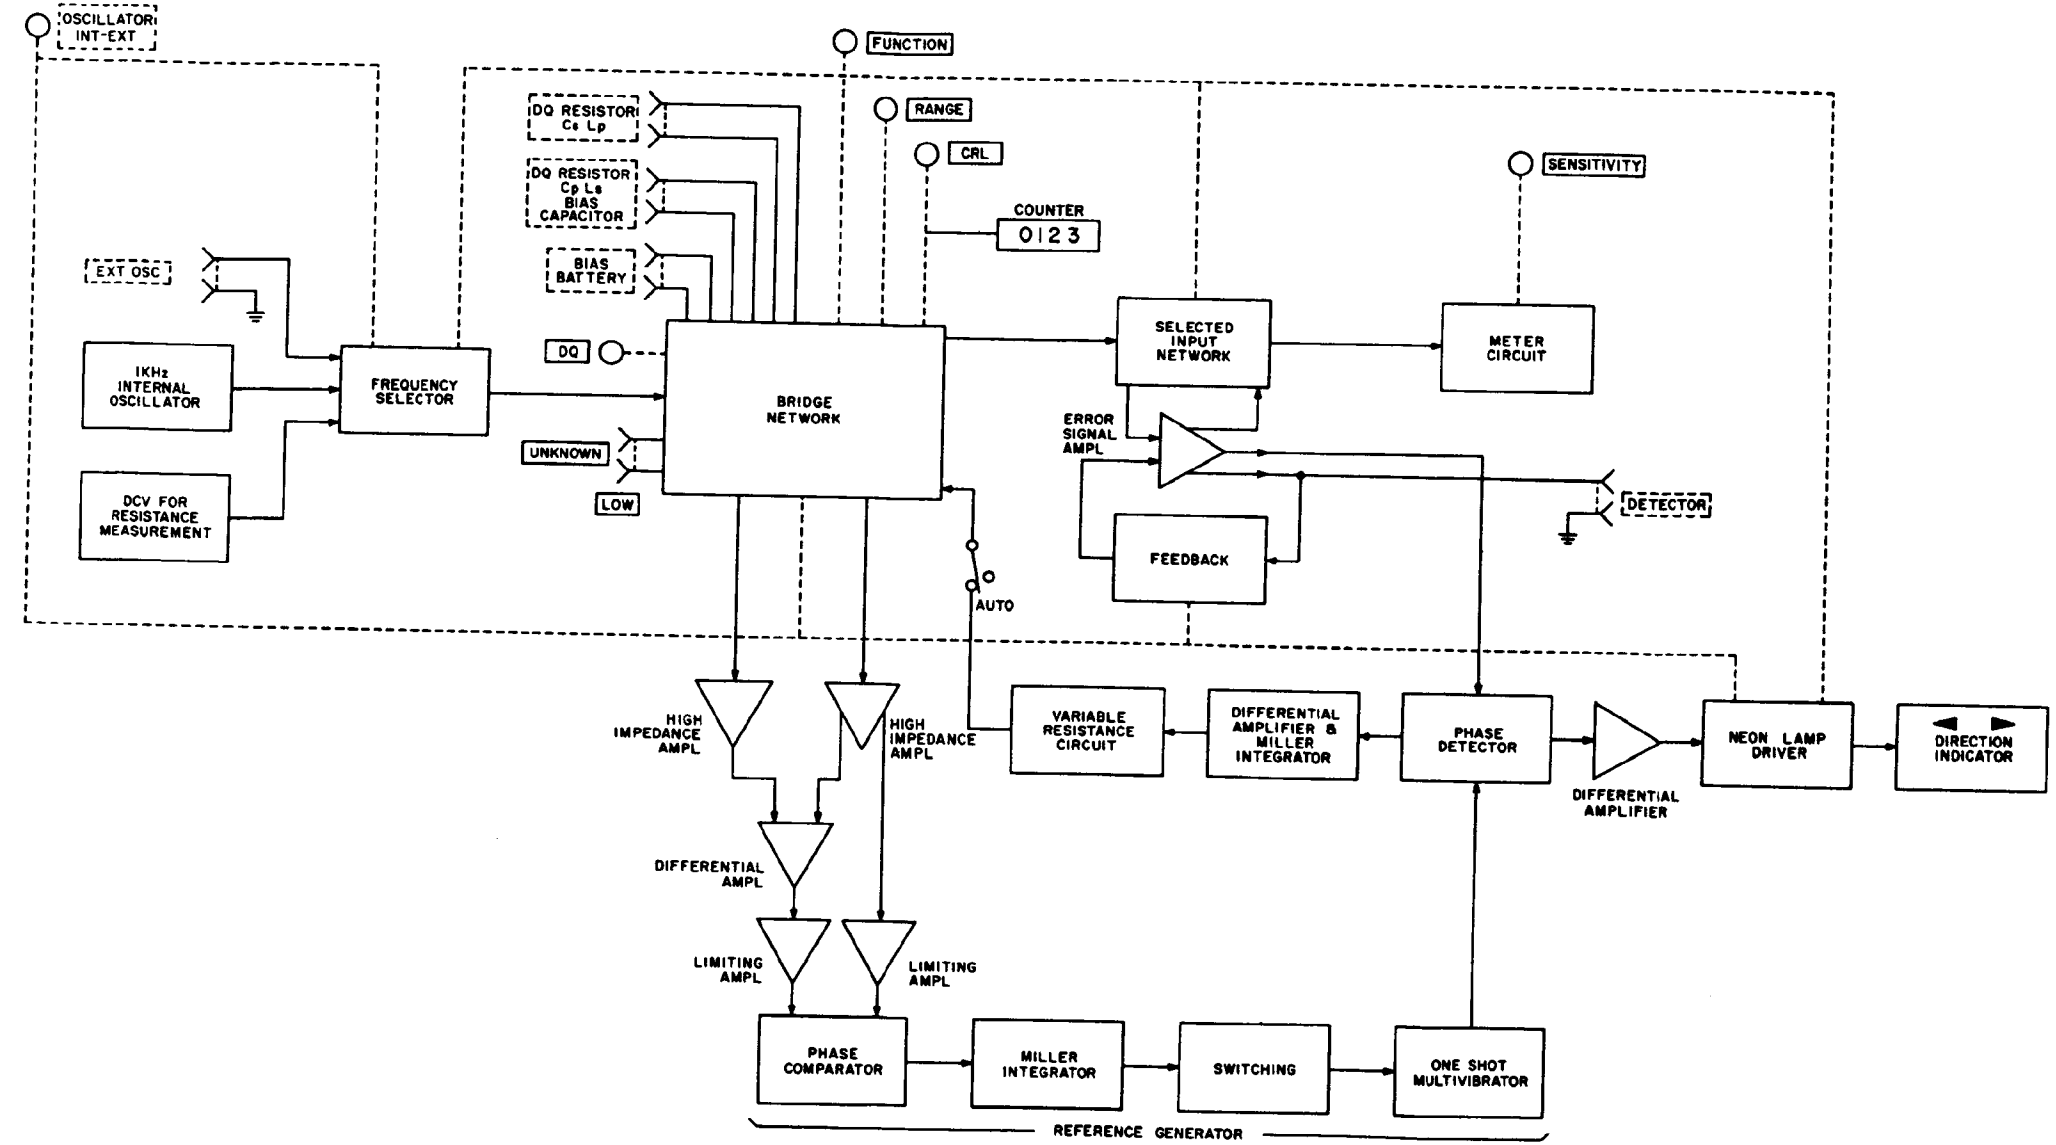 OSCILLATOR
INT-EXT
FUNCTION
DQ RESISTOR
Cs Lp
RANGE
CRL
SENSITIVITY
DQ RESISTOR
Cp Ls
BIAS
CAPACITOR
COUNTER
0123
EXT OSC
BIAS
BATTERY
DQ
1KHz
INTERNAL
OSCILLATOR
FREQUENCY
SELECTOR
BRIDGE
NETWORK
SELECTED
INPUT
NETWORK
METER
CIRCUIT
ERROR
SIGNAL
AMPL
UNKNOWN
LOW
DCV FOR
RESISTANCE
MEASUREMENT
DETECTOR
FEEDBACK
AUTO
HIGH
IMPEDANCE
AMPL
HIGH
IMPEDANCE
AMPL
VARIABLE
RESISTANCE
CIRCUIT
DIFFERENTIAL
AMPLIFIER &
MILLER
INTEGRATOR
PHASE
DETECTOR
DIFFERENTIAL
AMPLIFIER
NEON LAMP
DRIVER
DIRECTION
INDICATOR
DIFFERENTIAL
AMPL
LIMITING
AMPL
LIMITING
AMPL
PHASE
COMPARATOR
MILLER
INTEGRATOR
SWITCHING
ONE SHOT
MULTIVIBRATOR
REFERENCE GENERATOR